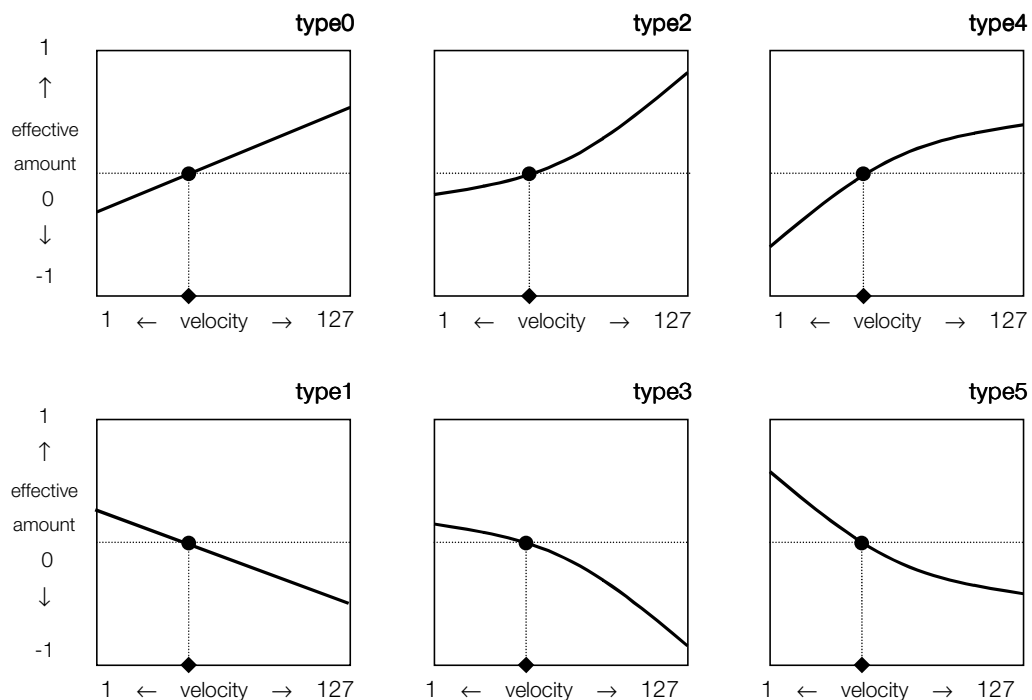 type0 type2 type4
1
↑
effective
amount
0
↓
-1
1 ← velocity → 127 1 ← velocity → 127 1 ← velocity → 127
type1 type3 type5
1
↑
effective
amount
0
↓
-1
1 ← velocity → 127 1 ← velocity → 127 1 ← velocity → 127